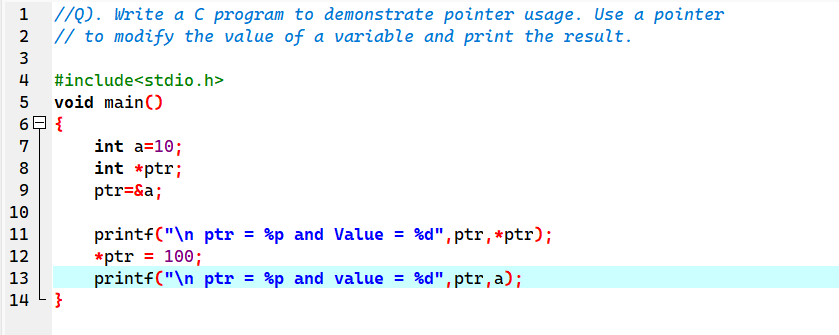 1 //Q). Write a C program to demonstrate pointer usage. Use a pointer
2 // to modify the value of a variable and print the result.
3
4 #include<stdio.h>
5 void main()
6 {
7     int a=10;
8     int *ptr;
9     ptr=&a;
10
11     printf("\n ptr = %p and Value = %d",ptr,*ptr);
12     *ptr = 100;
13     printf("\n ptr = %p and value = %d",ptr,a);
14 }